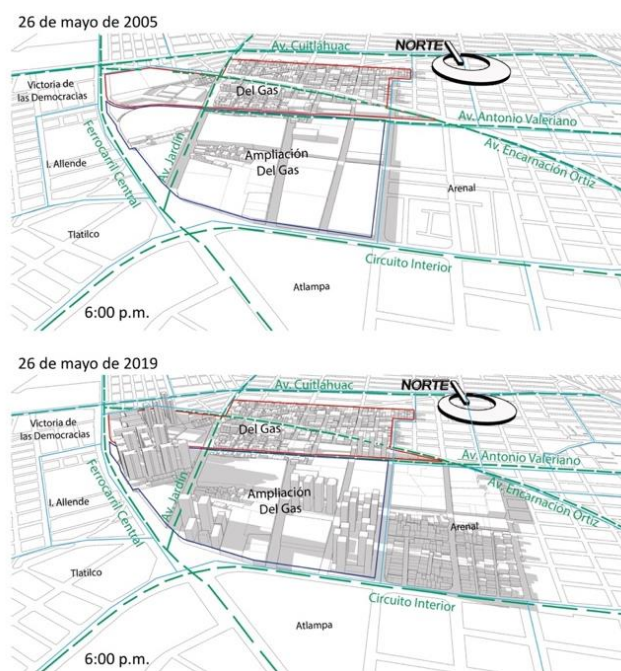 26 de mayo de 2005
Av. Cuitláhuac
NORTE
Victoria de
las Democracias
Del Gas
Av. Antonio Valeriano
Ferrocarril Central
Av. Jardín
Av. Encarnación Ortiz
I. Allende
Ampliación
Del Gas
Arenal
Tlatilco
Circuito Interior
Atlampa
6:00 p.m.
26 de mayo de 2019
Av. Cuitláhuac
NORTE
Victoria de
las Democracias
Del Gas
Av. Antonio Valeriano
Ferrocarril Central
Av. Jardín
Av. Encarnación Ortiz
I. Allende
Ampliación
Del Gas
Arenal
Tlatilco
Circuito Interior
Atlampa
6:00 p.m.